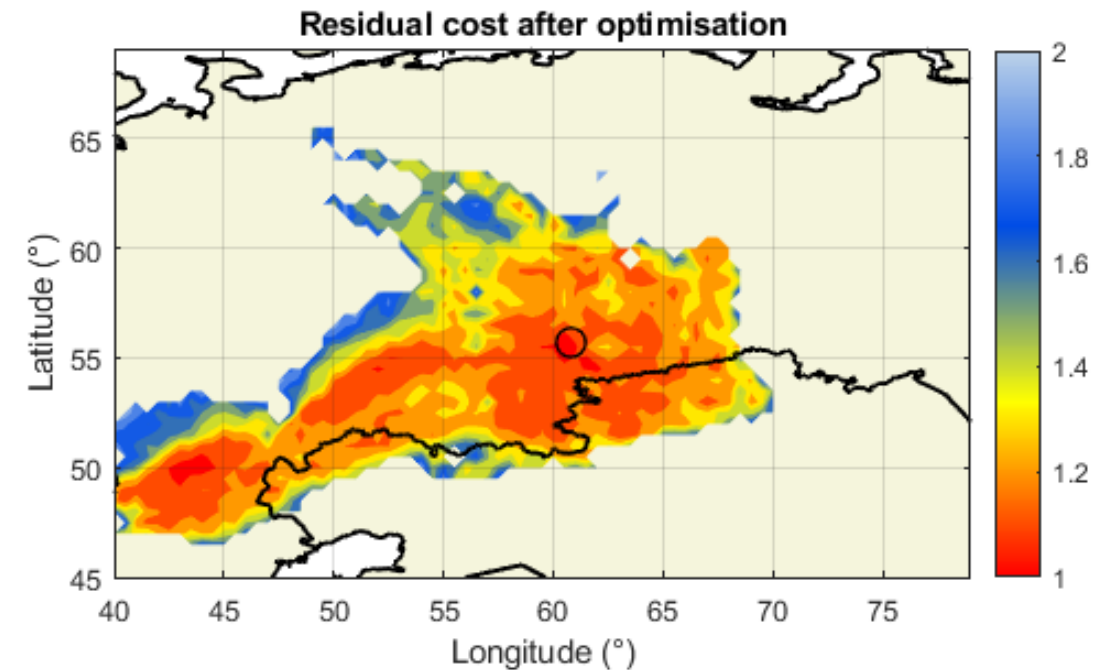 Residual cost after optimisation
Latitude (°)
65
60
55
50
45
40 45 50 55 60 65 70 75
Longitude (°)
2
1.8
1.6
1.4
1.2
1